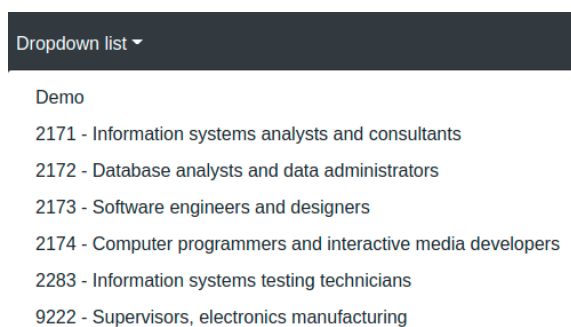 Dropdown list
Demo
2171 - Information systems analysts and consultants
2172 - Database analysts and data administrators
2173 - Software engineers and designers
2174 - Computer programmers and interactive media developers
2283 - Information systems testing technicians
9222 - Supervisors, electronics manufacturing